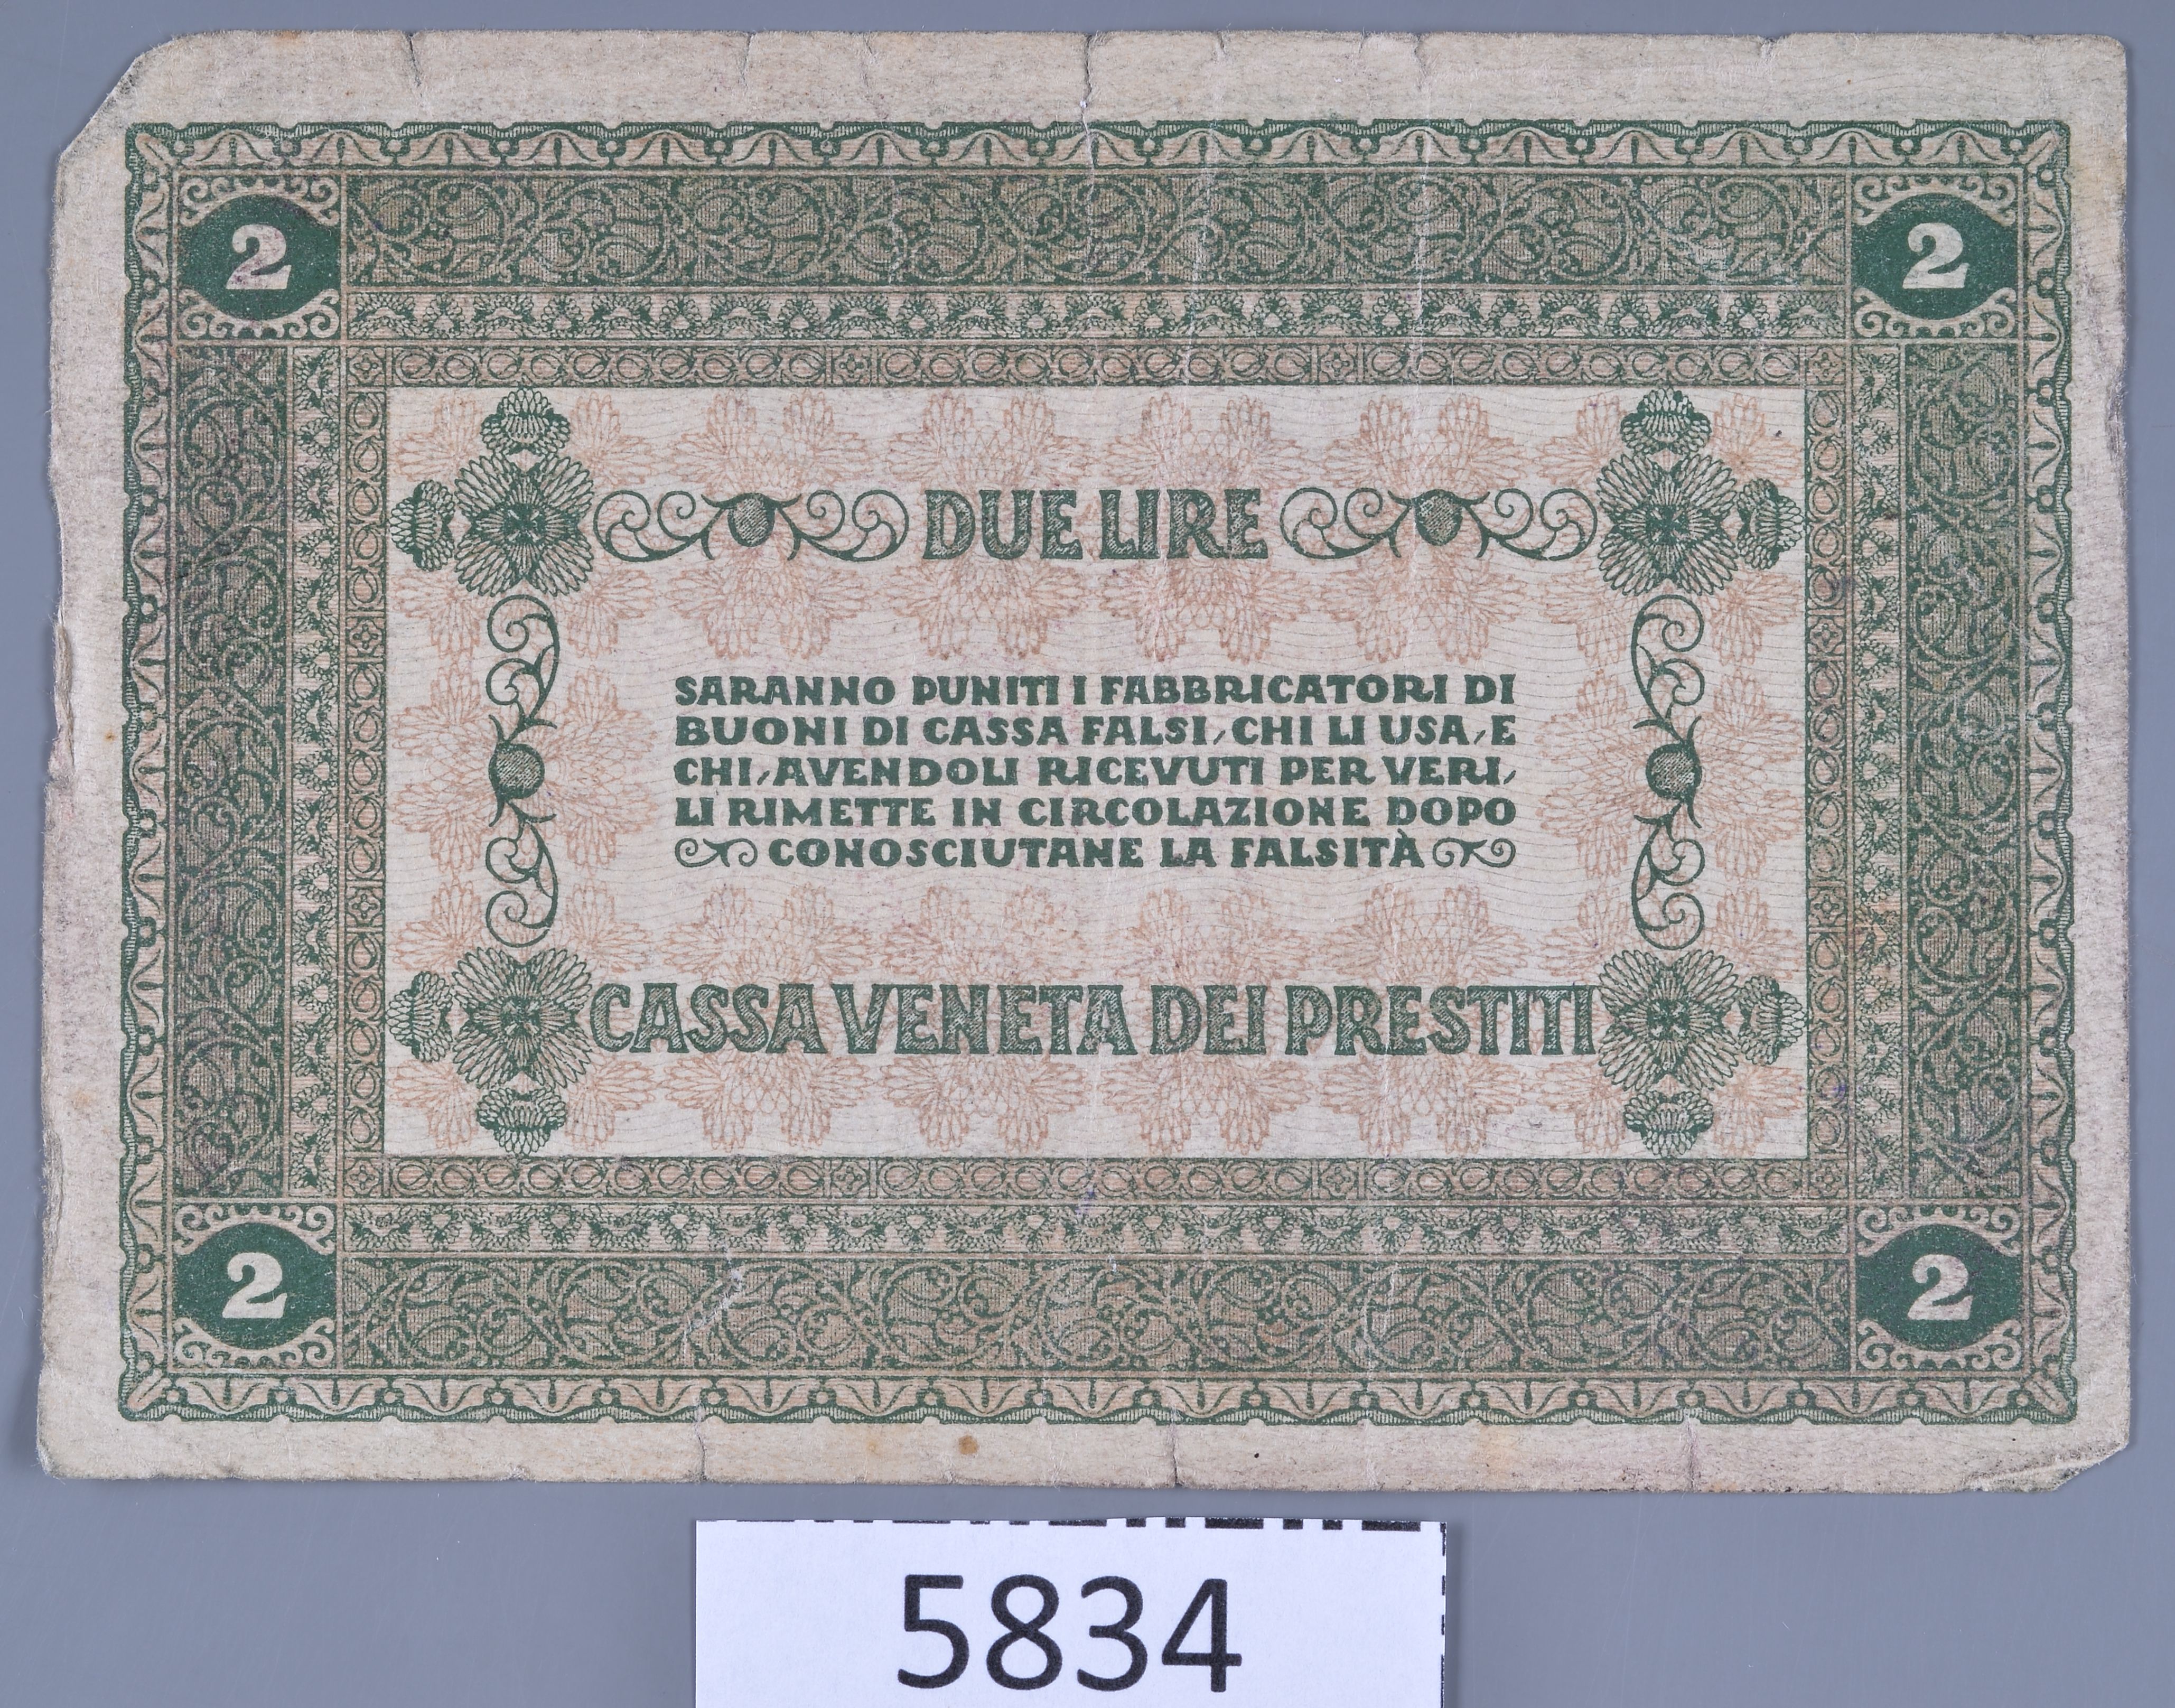 2 2
DUE LIRE
SARANNO PUNITI I FABBRICATORI DI
BUONI DI CASSA FALSI, CHI LI USA, E
CHI, AVENDOLI RICEVUTI PER VERI,
LI RIMETTE IN CIRCOLAZIONE DOPO
CONOSCIUTANE LA FALSITÀ
CASSA VENETA DEI PRESTITI
2 2
5834